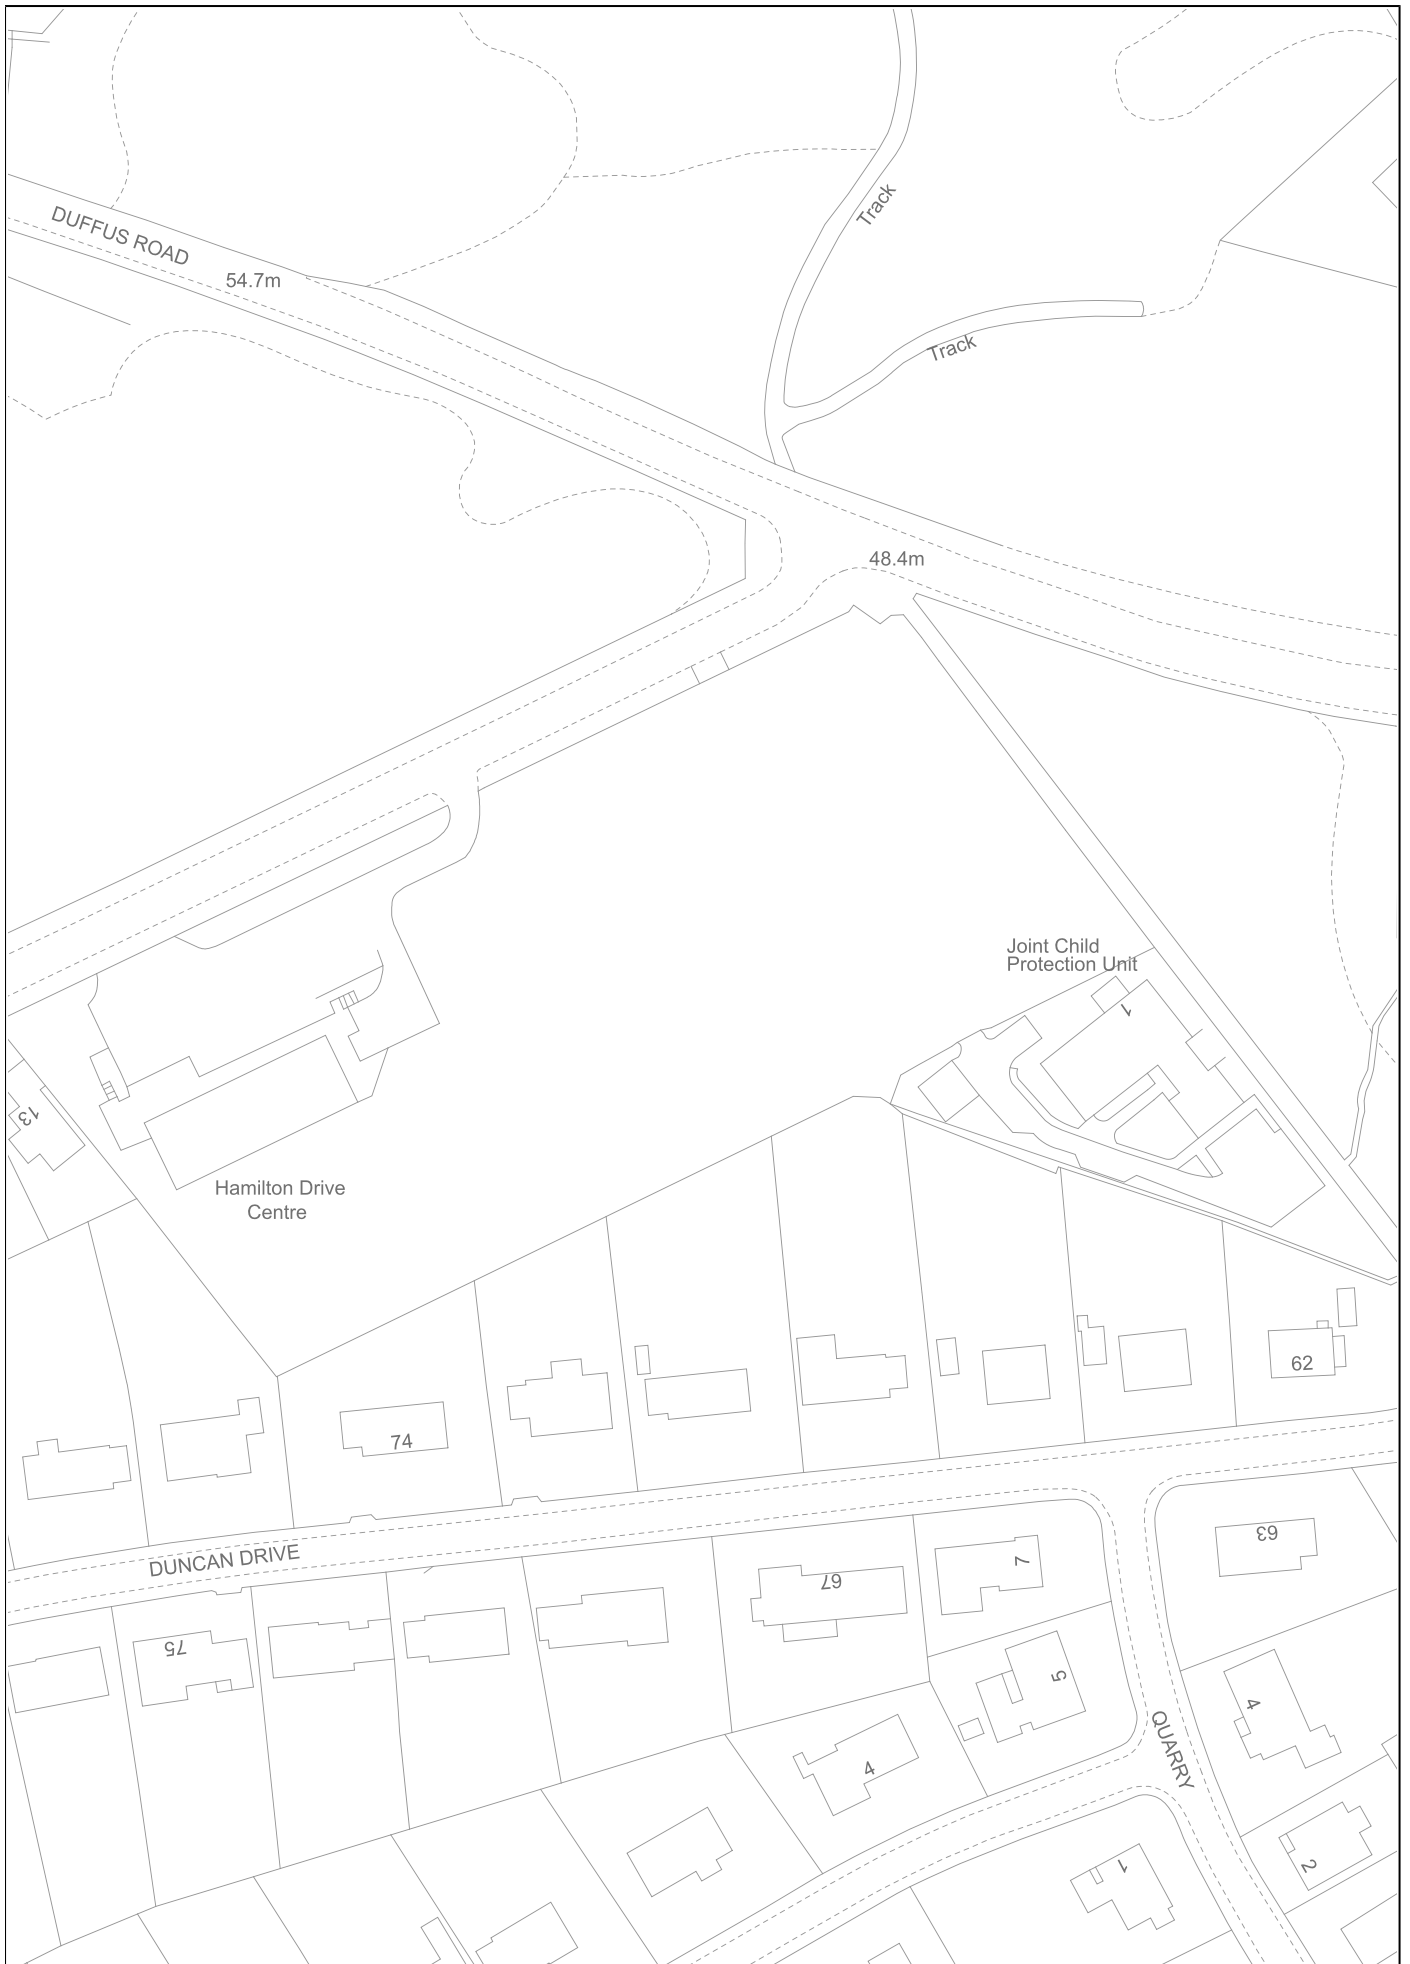 Track
DUFFUS ROAD
54.7m
Track
48.4m
Joint Child
Protection Unit
1
13
Hamilton Drive
Centre
62
74
63
DUNCAN DRIVE
7
67
75
5
4
QUARRY
4
1
2